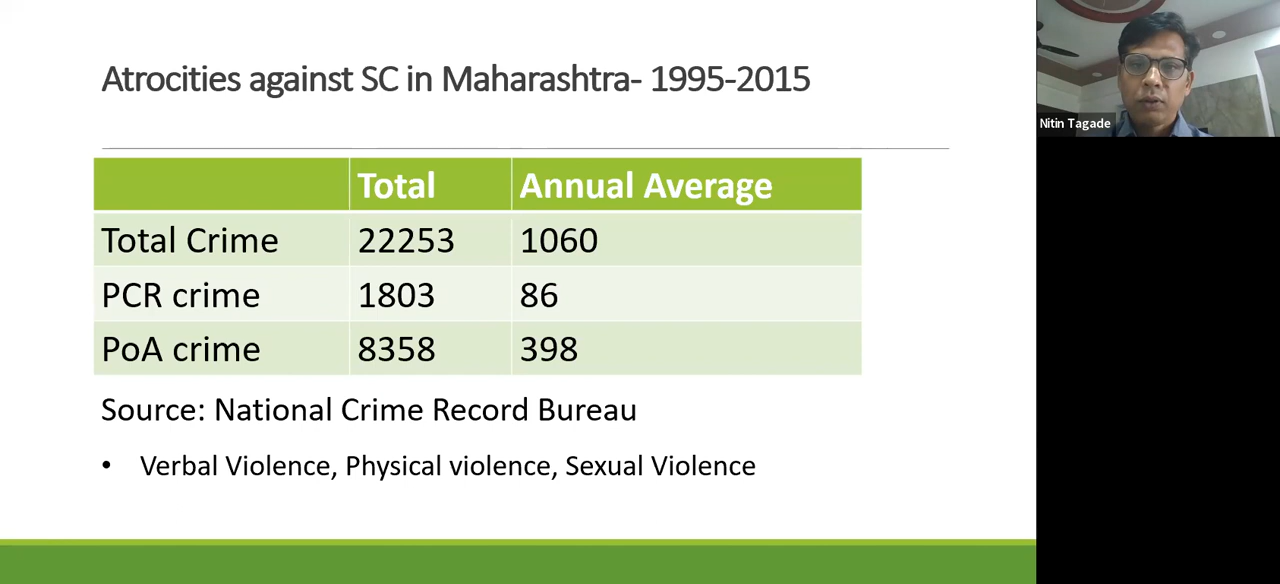 Atrocities against SC in Maharashtra- 1995-2015
Total Annual Average
Total Crime 22253 1060
PCR crime 1803 86
PoA crime 8358 398
Source: National Crime Record Bureau
• Verbal Violence, Physical violence, Sexual Violence
Nitin Tagade